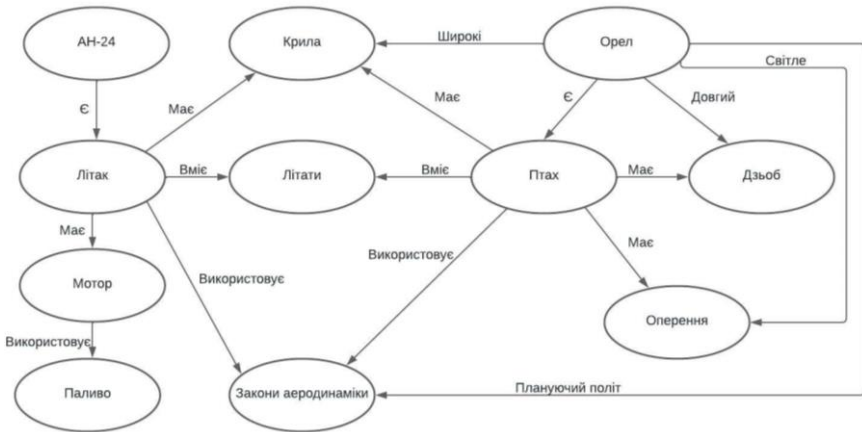 АН-24
Крила
Широкі
Орел
Світле
Є
Має
Має
Є
Довгий
Літак
Вміє
Літати
Вміє
Птах
Має
Дзьоб
Має
Має
Мотор
Використовує
Використовує
Оперення
Використовує
Паливо
Закони аеродинаміки
Плануючий політ